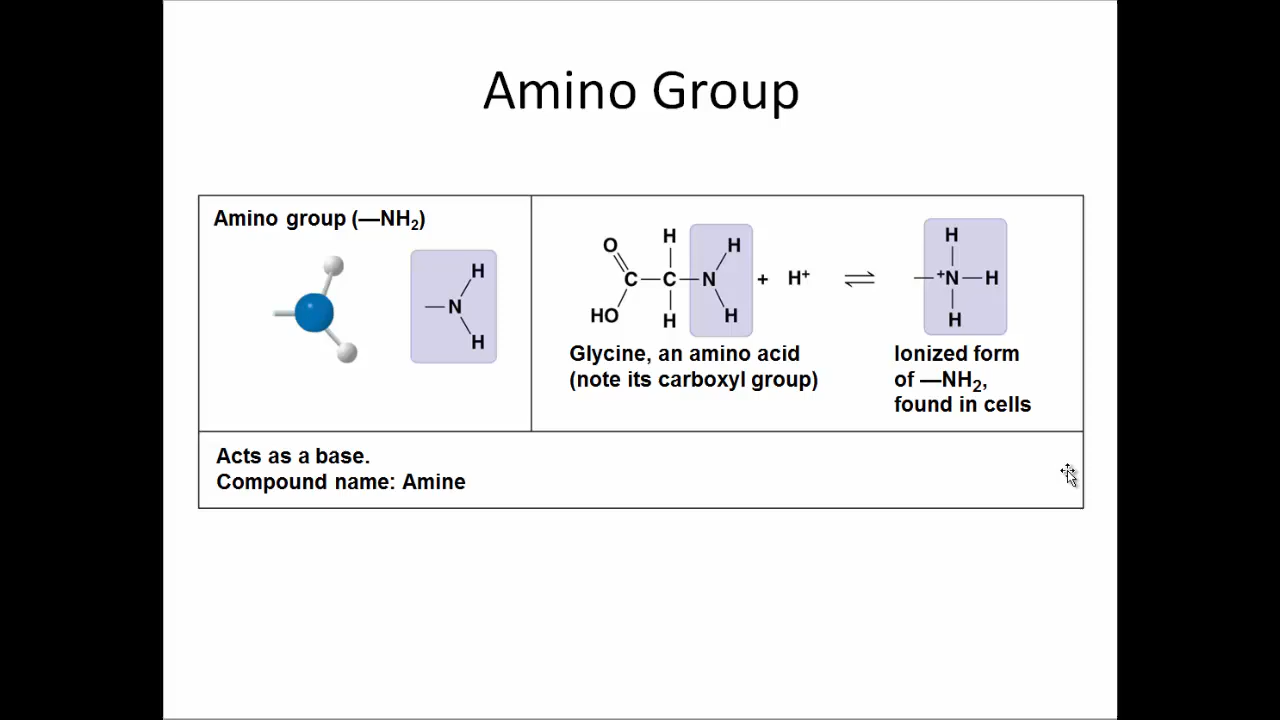 Amino Group
Amino group (—NH₂)
H
—N
H
O
H
H
C—C—N + H⁺ ⇌
HO
H
H
Glycine, an amino acid
(note its carboxyl group)
H
—⁺N—H
H
Ionized form
of —NH₂,
found in cells
Acts as a base.
Compound name: Amine